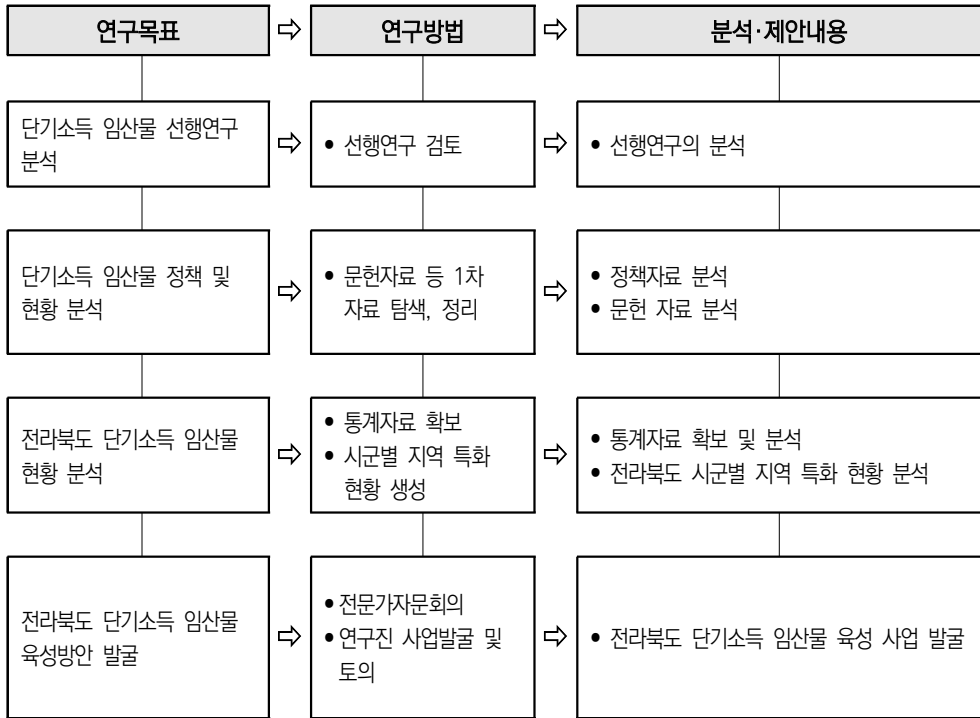 연구목표 ⇨ 연구방법 ⇨ 분석·제안내용
단기소득 임산물 선행연구
분석
⇨
• 선행연구 검토
⇨
• 선행연구의 분석
단기소득 임산물 정책 및
현황 분석
⇨
• 문헌자료 등 1차
자료 탐색, 정리
⇨
• 정책자료 분석
• 문헌 자료 분석
전라북도 단기소득 임산물
현황 분석
⇨
• 통계자료 확보
• 시군별 지역 특화
현황 생성
⇨
• 통계자료 확보 및 분석
• 전라북도 시군별 지역 특화 현황 분석
전라북도 단기소득 임산물
육성방안 발굴
⇨
• 전문가자문회의
• 연구진 사업발굴 및
토의
⇨
• 전라북도 단기소득 임산물 육성 사업 발굴